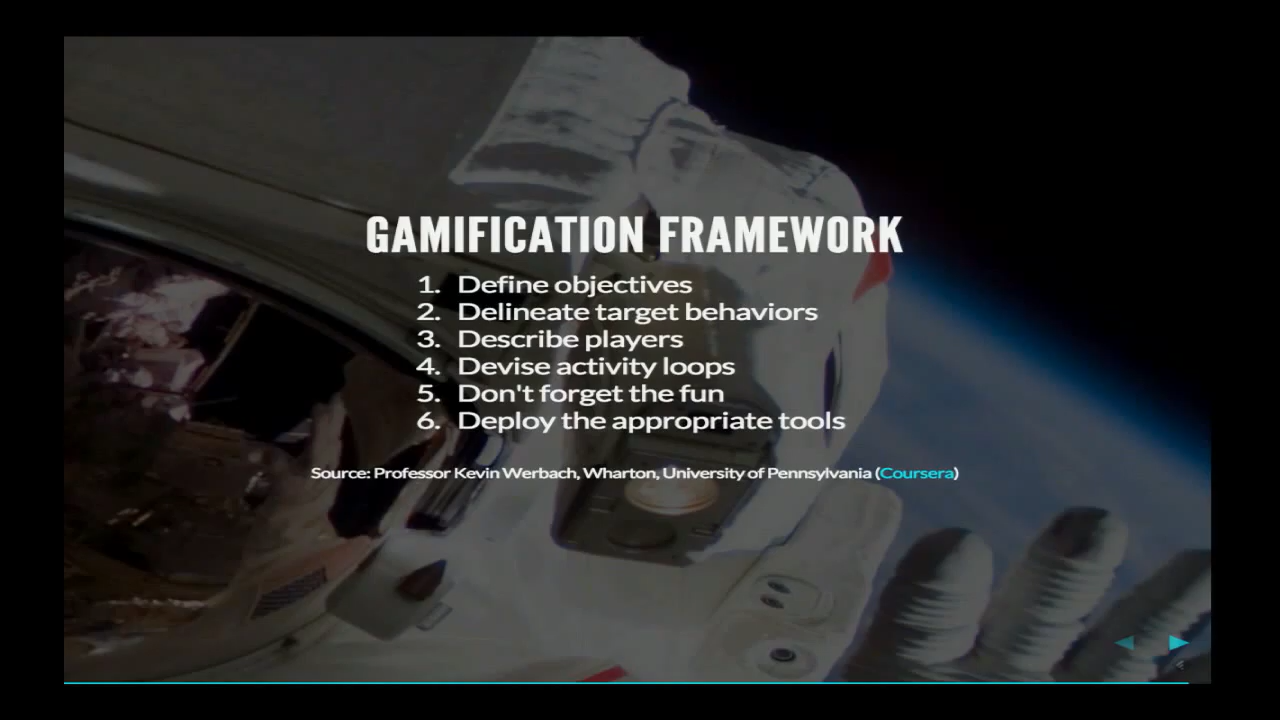 GAMIFICATION FRAMEWORK
1. Define objectives
2. Delineate target behaviors
3. Describe players
4. Devise activity loops
5. Don't forget the fun
6. Deploy the appropriate tools
Source: Professor Kevin Werbach, Wharton, University of Pennsylvania (Coursera)